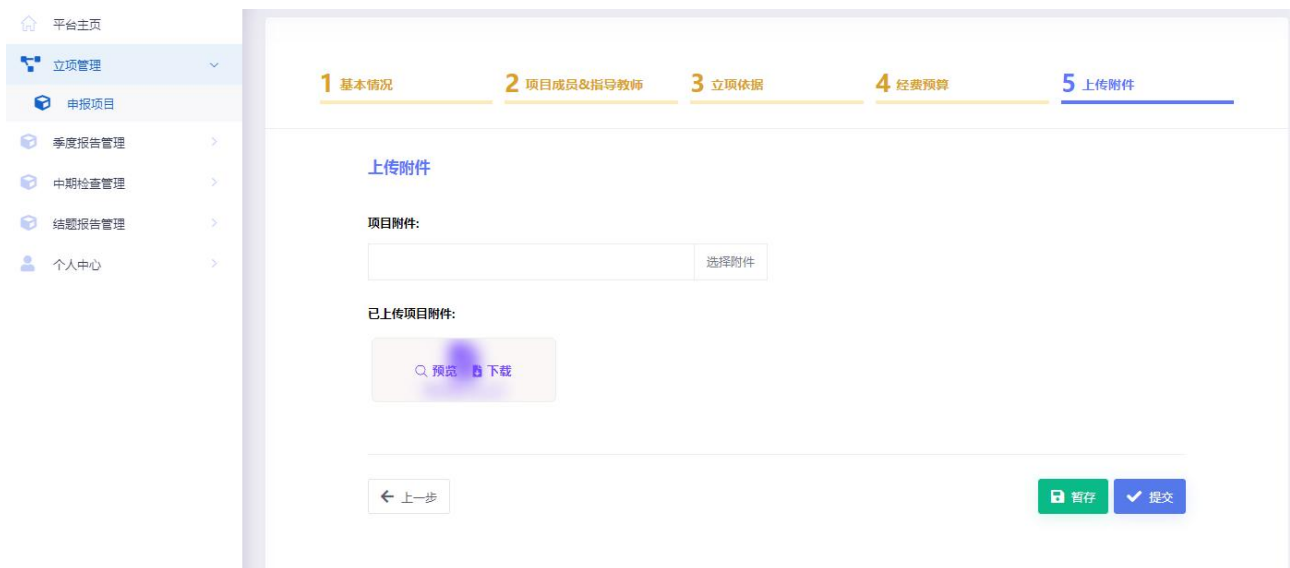 平台主页
立项管理
申报项目
季度报告管理
中期检查管理
结题报告管理
个人中心
1 基本情况
2 项目成员&指导教师
3 立项依据
4 经费预算
5 上传附件
上传附件
项目附件:
选择附件
已上传项目附件:
预览 下载
上一步
暂存 提交